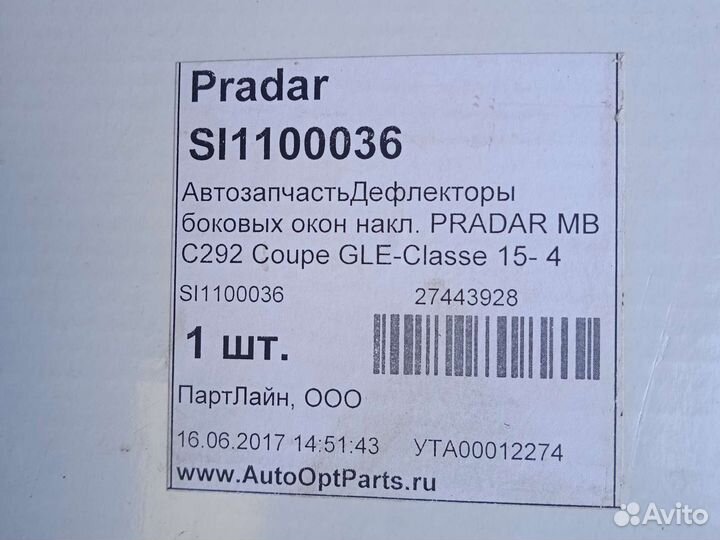 Pradar
SI1100036
АвтозапчастьДефлекторы
боковых окон накл. PRADAR MB
C292 Coupe GLE-Classe 15- 4
SI1100036 27443928
1 шт.
ПартЛайн, ООО
16.06.2017 14:51:43 УТА00012274
www.AutoOptParts.ru
Avito